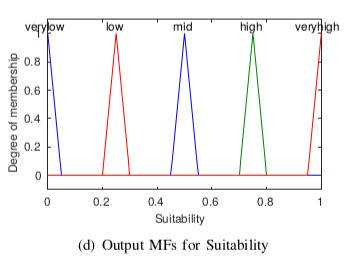 verylow low mid high veryhigh
1
0.8
0.6
0.4
0.2
0
Degree of membership
0 0.2 0.4 0.6 0.8 1
Suitability
(d) Output MFs for Suitability